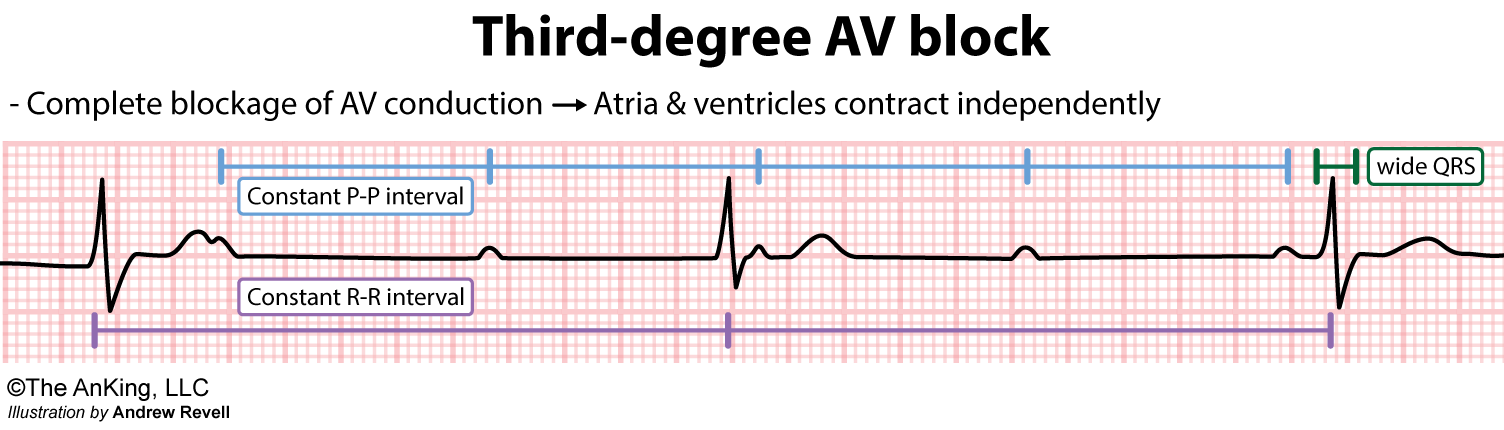 Third-degree AV block
- Complete blockage of AV conduction → Atria & ventricles contract independently
wide QRS
Constant P-P interval
Constant R-R interval
©The AnKing, LLC
Illustration by Andrew Revell